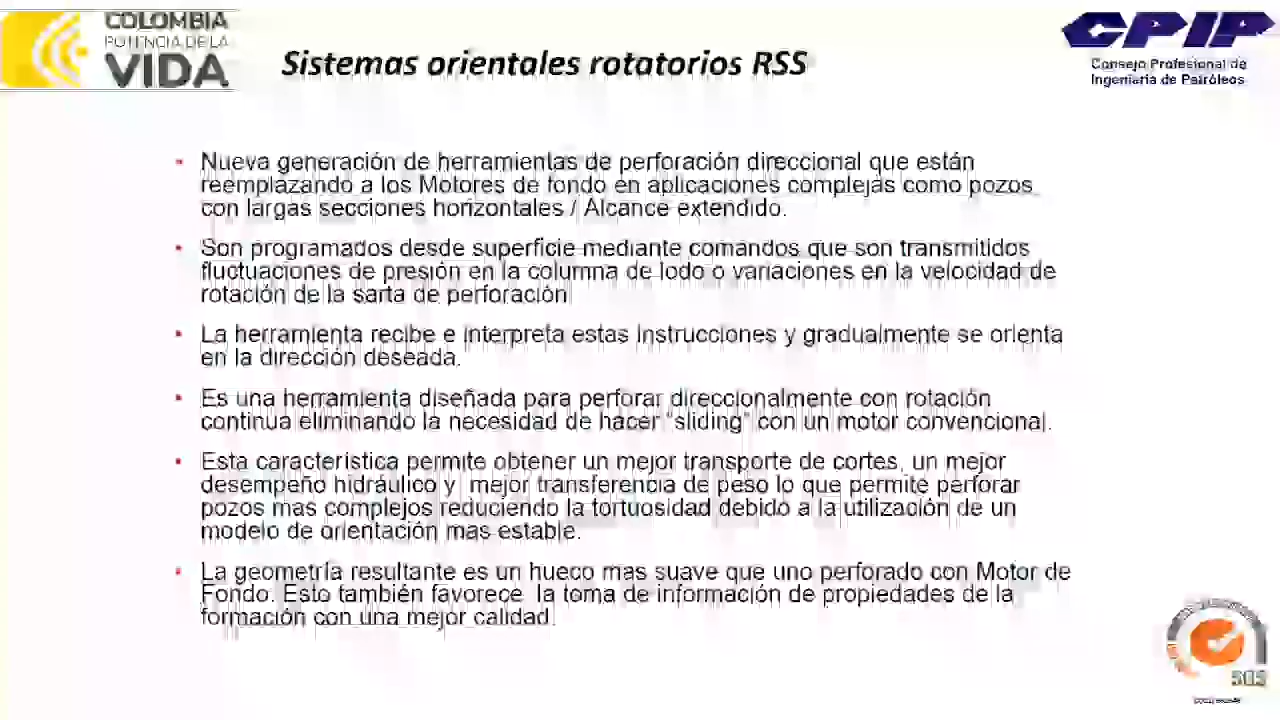 COLOMBIA
POTENCIA DE LA
VIDA
Sistemas orientales rotatorios RSS
CPIP
Consejo Profesional de
Ingeniería de Petróleos
Nueva generación de herramientas de perforación direccional que están
reemplazando a los Motores de fondo en aplicaciones complejas como pozos
con largas secciones horizontales / Alcance extendido.
Son programados desde superficie mediante comandos que son transmitidos
fluctuaciones de presión en la columna de lodo o variaciones en la velocidad de
rotación de la sarta de perforación
La herramienta recibe e interpreta estas instrucciones y gradualmente se orienta
en la dirección deseada.
Es una herramienta diseñada para perforar direccionalmente con rotación
continua eliminando la necesidad de hacer "sliding" con un motor convencional.
Esta característica permite obtener un mejor transporte de cortes, un mejor
desempeño hidráulico y mejor transferencia de peso lo que permite perforar
pozos mas complejos reduciendo la tortuosidad debido a la utilización de un
modelo de orientación mas estable.
La geometría resultante es un hueco mas suave que uno perforado con Motor de
Fondo. Esto también favorece la toma de información de propiedades de la
formación con una mejor calidad.
SGS